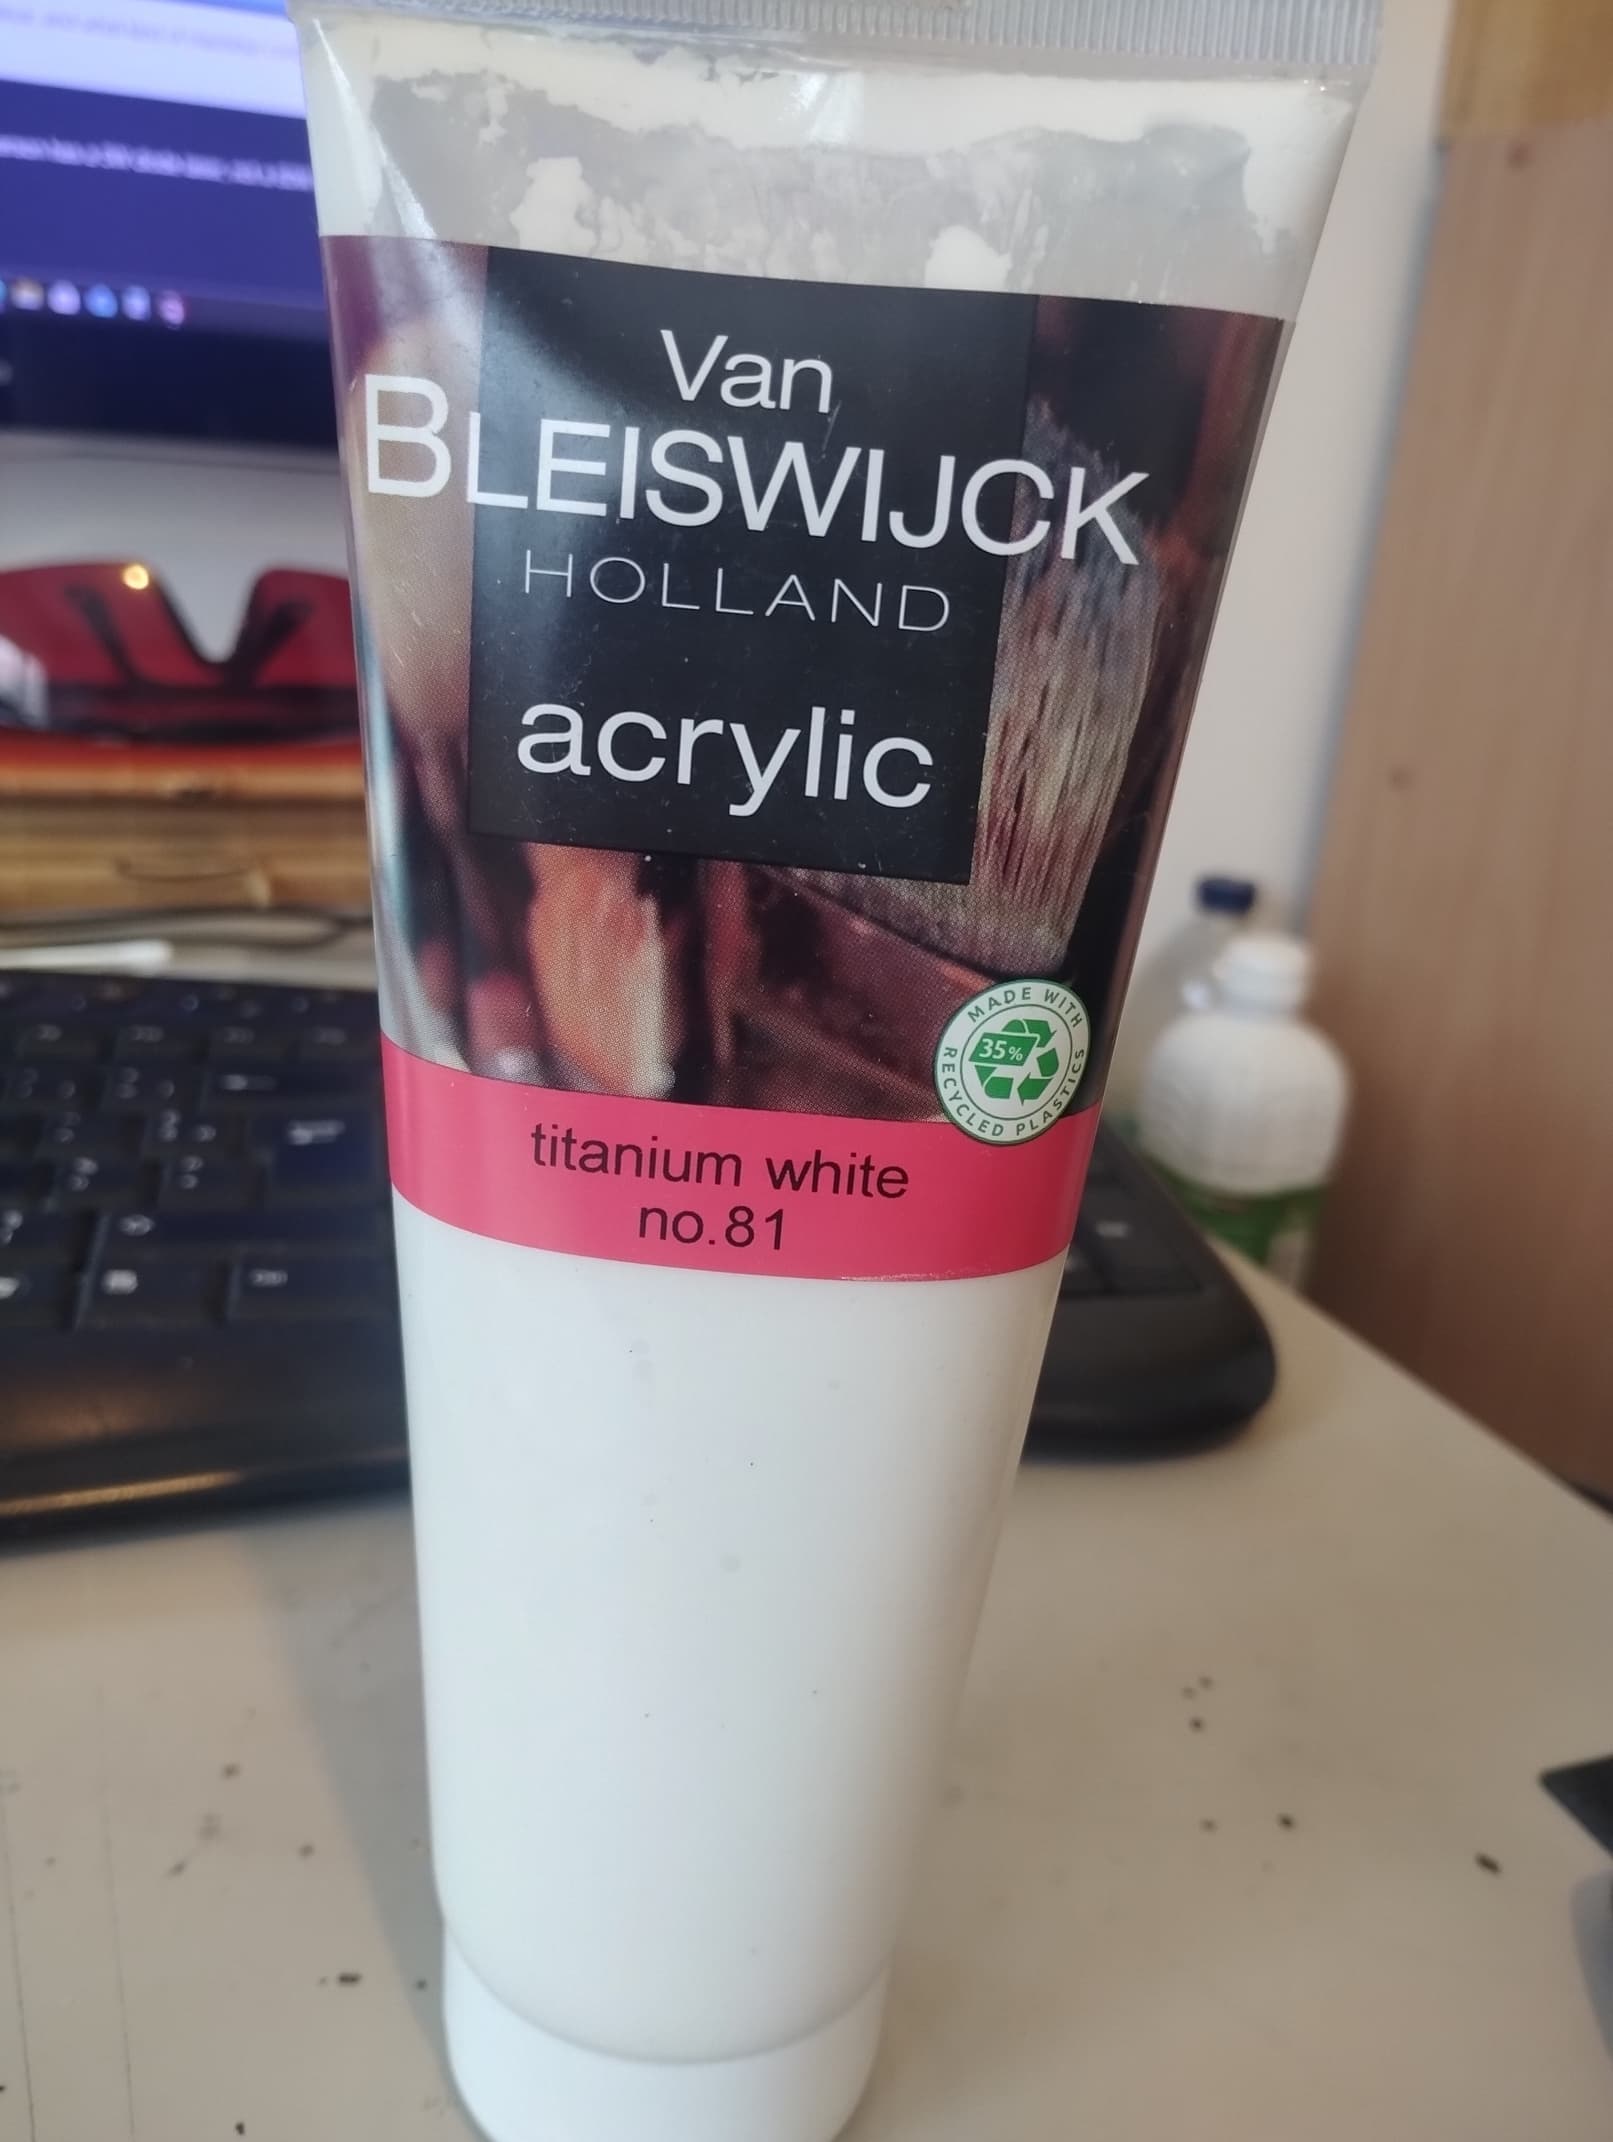 Van
BLEISWIJCK
HOLLAND
acrylic
MADE WITH
35%
RECYCLED PLASTICS
titanium white
no.81